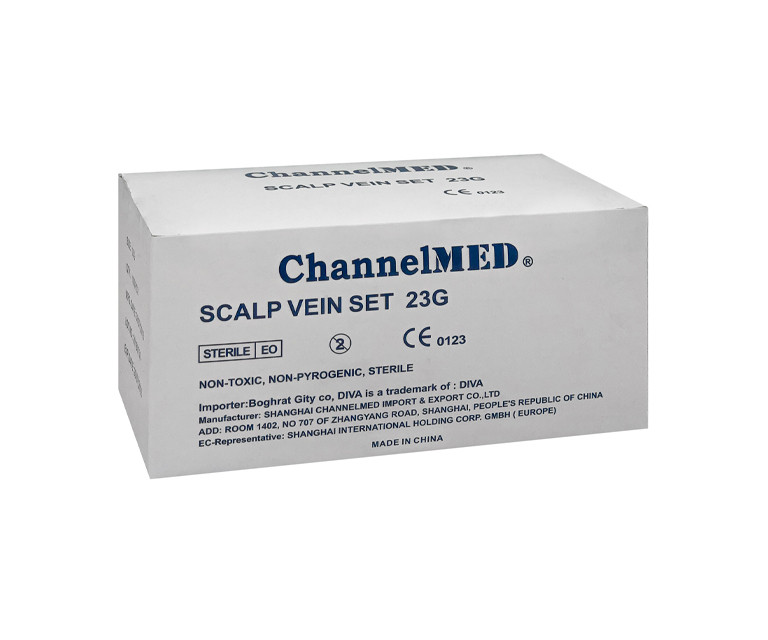 ChannelMED®
SCALP VEIN SET 23G
CE 0123
ChannelMED®
SCALP VEIN SET 23G
STERILE EO
2
CE 0123
NON-TOXIC, NON-PYROGENIC, STERILE
Importer:Boghrat Gity co, DIVA is a trademark of : DIVA
Manufacturer: SHANGHAI CHANNELMED IMPORT & EXPORT CO.,LTD
ADD: ROOM 1402, NO 707 OF ZHANGYANG ROAD, SHANGHAI, PEOPLE'S REPUBLIC OF CHINA
EC-Representative: SHANGHAI INTERNATIONAL HOLDING CORP. GMBH ( EUROPE)
MADE IN CHINA